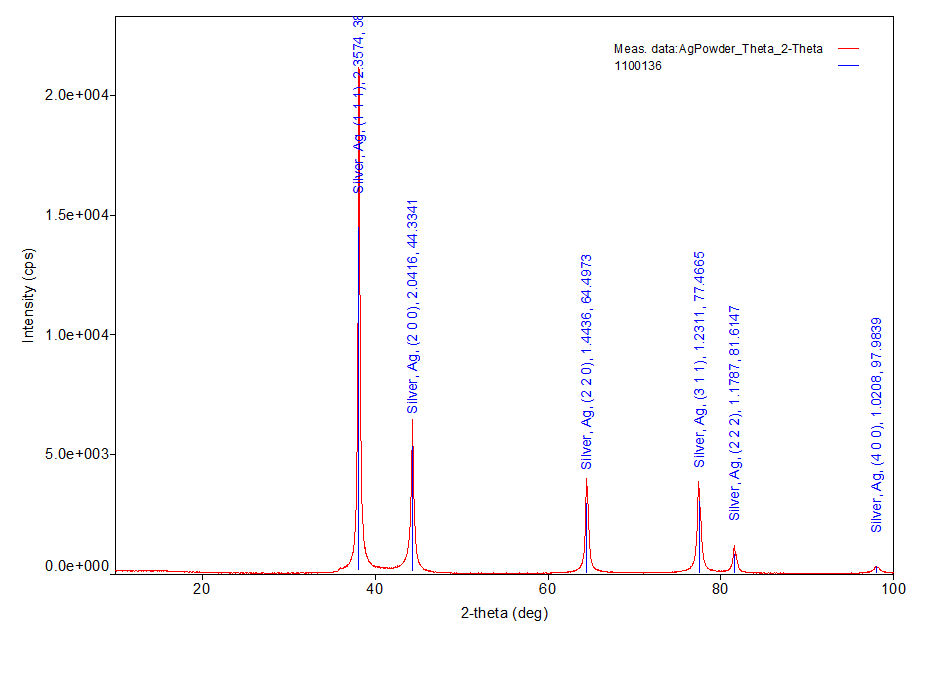 Meas. data:AgPowder_Theta_2-Theta
1100136
Intensity (cps)
2.0e+004
1.5e+004
1.0e+004
5.0e+003
0.0e+000
Silver, Ag, (1 1 1), 2.3574, 38
Silver, Ag, (2 0 0), 2.0416, 44.3341
Silver, Ag, (2 2 0), 1.4436, 64.4973
Silver, Ag, (3 1 1), 1.2311, 77.4665
Silver, Ag, (2 2 2), 1.1787, 81.6147
Silver, Ag, (4 0 0), 1.0208, 97.9839
20 40 60 80 100
2-theta (deg)